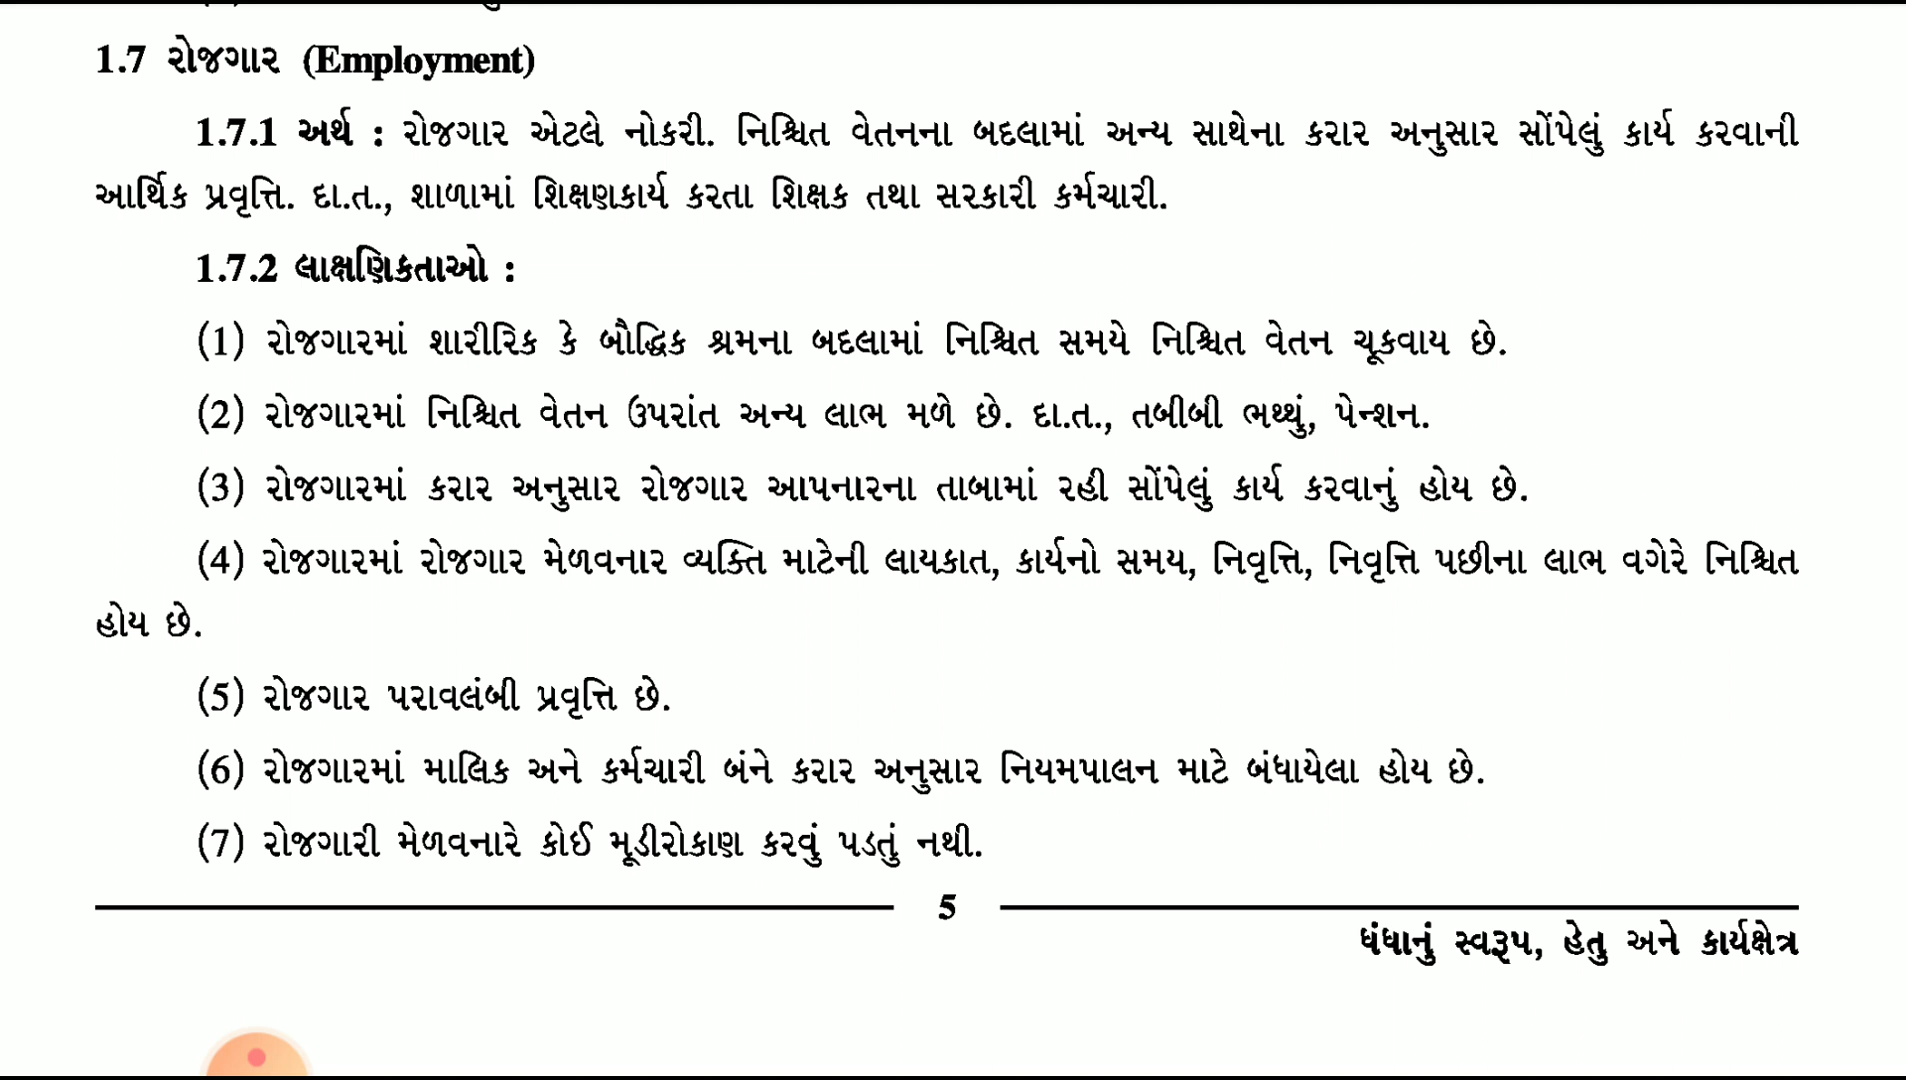 1.7 રોજગાર (Employment)
1.7.1 અર્થ : રોજગાર એટલે નોકરી. નિશ્ચિત વેતનના બદલામાં અન્ય સાથેના કરાર અનુસાર સોંપેલું કાર્ય કરવાની
આર્થિક પ્રવૃત્તિ. દા.ત., શાળામાં શિક્ષણકાર્ય કરતા શિક્ષક તથા સરકારી કર્મચારી.
1.7.2 લાક્ષણિકતાઓ :
(1) રોજગારમાં શારીરિક કે બૌદ્ધિક શ્રમના બદલામાં નિશ્ચિત સમયે નિશ્ચિત વેતન ચૂકવાય છે.
(2) રોજગારમાં નિશ્ચિત વેતન ઉપરાંત અન્ય લાભ મળે છે. દા.ત., તબીબી ભથ્થું, પેન્શન.
(3) રોજગારમાં કરાર અનુસાર રોજગાર આપનારના તાબામાં રહી સોંપેલું કાર્ય કરવાનું હોય છે.
(4) રોજગારમાં રોજગાર મેળવનાર વ્યક્તિ માટેની લાયકાત, કાર્યનો સમય, નિવૃત્તિ, નિવૃત્તિ પછીના લાભ વગેરે નિશ્ચિત
હોય છે.
(5) રોજગાર પરાવલંબી પ્રવૃત્તિ છે.
(6) રોજગારમાં માલિક અને કર્મચારી બંને કરાર અનુસાર નિયમપાલન માટે બંધાયેલા હોય છે.
(7) રોજગારી મેળવનારે કોઈ મૂડીરોકાણ કરવું પડતું નથી.
5
ધંધાનું સ્વરૂપ, હેતુ અને કાર્યક્ષેત્ર